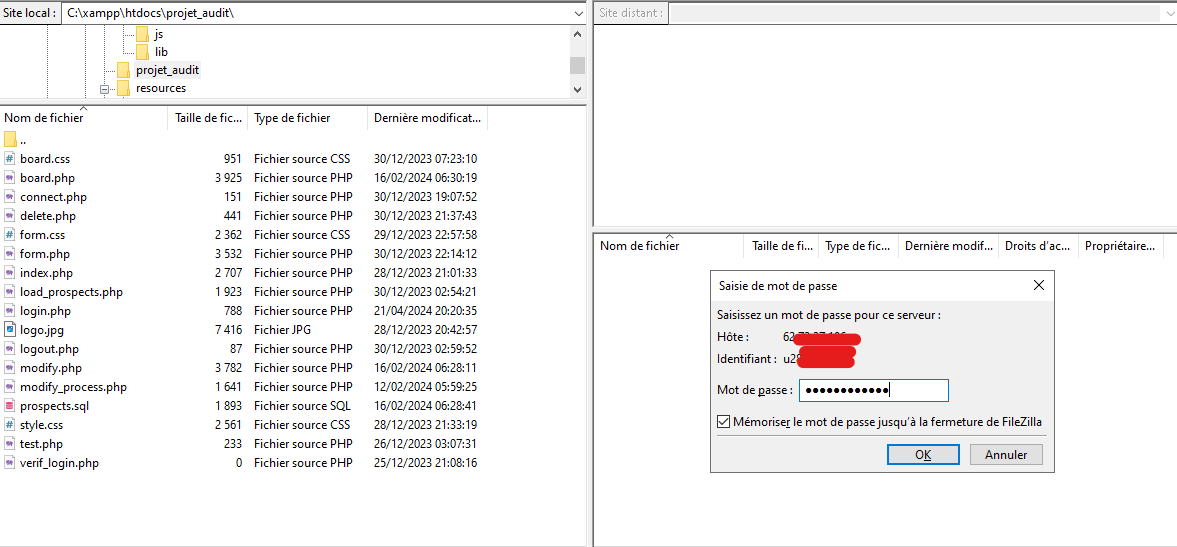 Site local : C:\xampp\htdocs\projet_audit\
js
lib
projet_audit
resources
Nom de fichier Taille de fic... Type de fichier Dernière modificat...
..
board.css 951 Fichier source CSS 30/12/2023 07:23:10
board.php 3 925 Fichier source PHP 16/02/2024 06:30:19
connect.php 151 Fichier source PHP 30/12/2023 19:07:52
delete.php 441 Fichier source PHP 30/12/2023 21:37:43
form.css 2 362 Fichier source CSS 29/12/2023 22:57:58
form.php 3 532 Fichier source PHP 30/12/2023 22:14:12
index.php 2 707 Fichier source PHP 28/12/2023 21:01:33
load_prospects.php 1 923 Fichier source PHP 30/12/2023 02:54:21
login.php 788 Fichier source PHP 21/04/2024 20:20:35
logo.jpg 7 416 Fichier JPG 28/12/2023 20:42:57
logout.php 87 Fichier source PHP 30/12/2023 02:59:52
modify.php 3 782 Fichier source PHP 16/02/2024 06:28:11
modify_process.php 1 641 Fichier source PHP 12/02/2024 05:59:25
prospects.sql 1 893 Fichier source SQL 16/02/2024 06:28:41
style.css 2 561 Fichier source CSS 28/12/2023 21:33:19
test.php 233 Fichier source PHP 26/12/2023 03:07:31
verif_login.php 0 Fichier source PHP 25/12/2023 21:08:16
Site distant :
Nom de fichier Taille de fi... Type de fic... Dernière modif... Droits d'ac... Propriétaire...
Saisie de mot de passe
Saisissez un mot de passe pour ce serveur :
Hôte :
Identifiant :
Mot de passe : ●●●●●●●●●●●●
Mémoriser le mot de passe jusqu'à la fermeture de FileZilla
OK Annuler